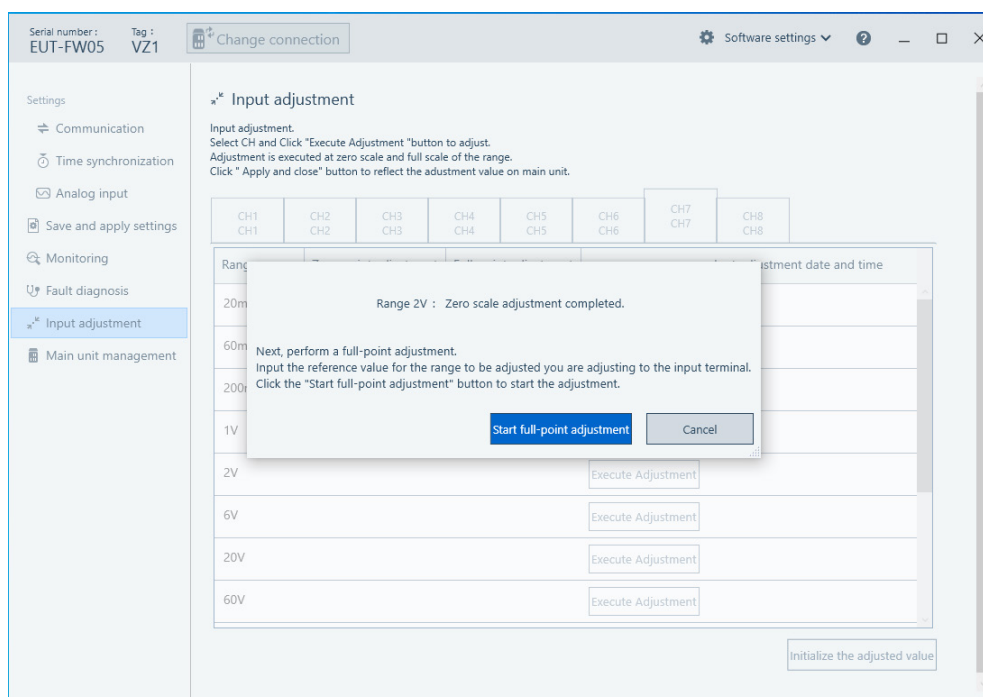 Serial number :
EUT-FW05
Tag :
VZ1
Change connection
Software settings
Settings
Communication
Time synchronization
Analog input
Save and apply settings
Monitoring
Fault diagnosis
Input adjustment
Main unit management
Input adjustment
Input adjustment.
Select CH and Click "Execute Adjustment "button to adjust.
Adjustment is executed at zero scale and full scale of the range.
Click " Apply and close" button to reflect the adustment value on main unit.
CH1
CH1
CH2
CH2
CH3
CH3
CH4
CH4
CH5
CH5
CH6
CH6
CH7
CH7
CH8
CH8
date and time
Range 2V : Zero scale adjustment completed.
Next, perform a full-point adjustment.
Input the reference value for the range to be adjusted you are adjusting to the input terminal.
Click the "Start full-point adjustment" button to start the adjustment.
Start full-point adjustment
Cancel
1V
2V
Execute Adjustment
6V
Execute Adjustment
20V
Execute Adjustment
60V
Execute Adjustment
Initialize the adjusted value